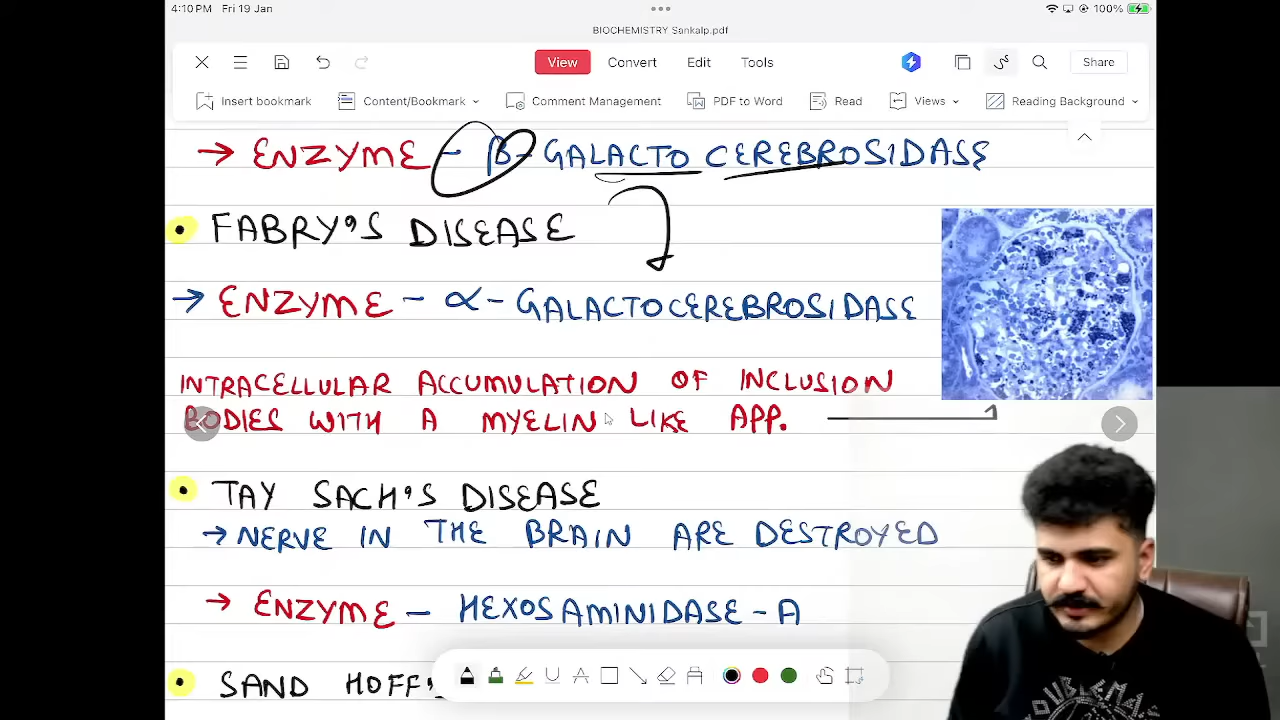 4:10 PM Fri 19 Jan
100%
BIOCHEMISTRY Sankalp.pdf
View Convert Edit Tools Share
Insert bookmark Content/Bookmark Comment Management PDF to Word Read Views Reading Background
→ ENZYME - β- GALACTO CEREBROSIDASE
• FABRY'S DISEASE
→ ENZYME - α- GALACTOCEREBROSIDASE
INTRACELLULAR ACCUMULATION OF INCLUSION
BODIES WITH A MYELIN LIKE APP.
• TAY SACH'S DISEASE
→ NERVE IN THE BRAIN ARE DESTROYED
→ ENZYME - HEXOSAMINIDASE - A
• SAND HOFF'S